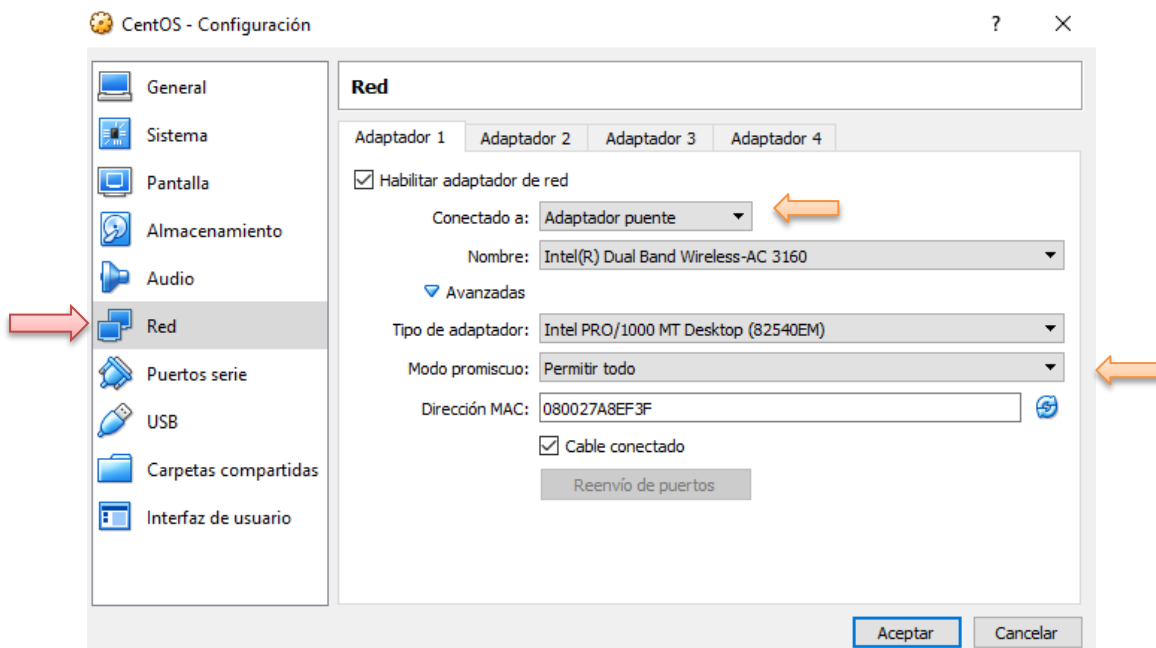 CentOS - Configuración ?
General
Sistema
Pantalla
Almacenamiento
Audio
Red
Puertos serie
USB
Carpetas compartidas
Interfaz de usuario
Red
Adaptador 1 Adaptador 2 Adaptador 3 Adaptador 4
Habilitar adaptador de red
Conectado a: Adaptador puente
Nombre: Intel(R) Dual Band Wireless-AC 3160
Avanzadas
Tipo de adaptador: Intel PRO/1000 MT Desktop (82540EM)
Modo promiscuo: Permitir todo
Dirección MAC: 080027A8EF3F
Cable conectado
Reenvío de puertos
Aceptar Cancelar